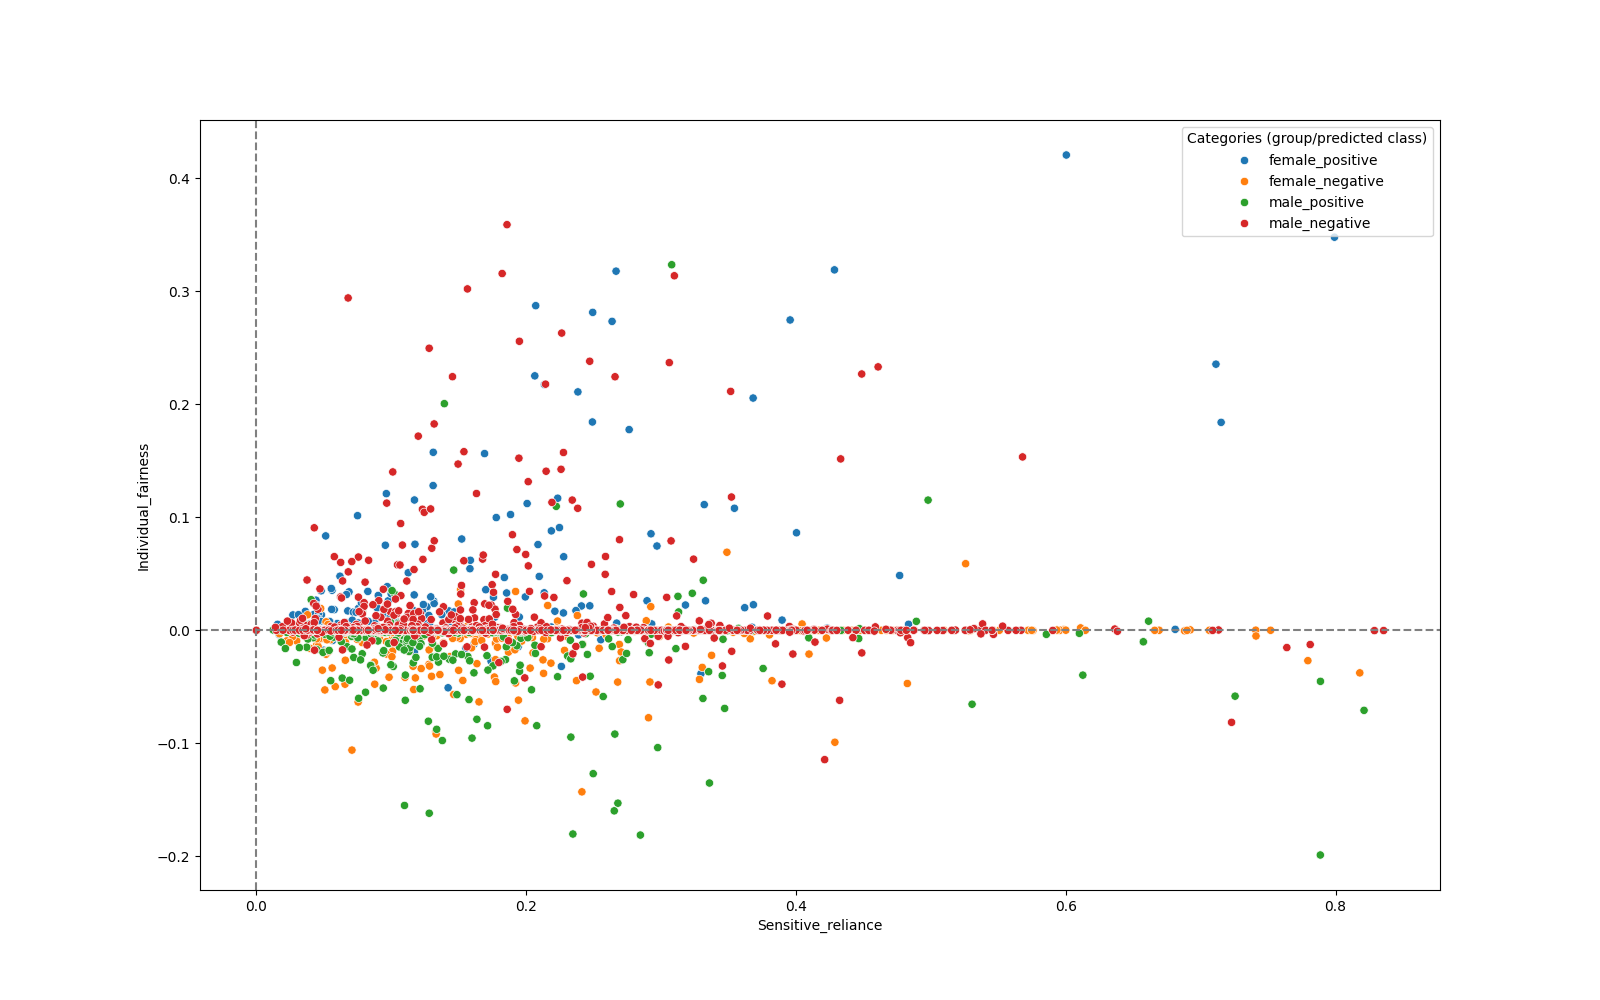 Categories (group/predicted class)
female_positive
female_negative
male_positive
male_negative
Individual_fairness
0.4
0.3
0.2
0.1
0.0
−0.1
−0.2
0.0 0.2 0.4 0.6 0.8
Sensitive_reliance